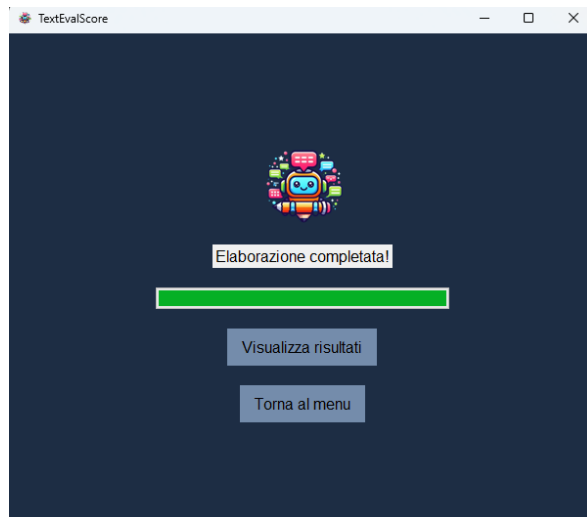 TextEvalScore
Elaborazione completata!
Visualizza risultati
Torna al menu